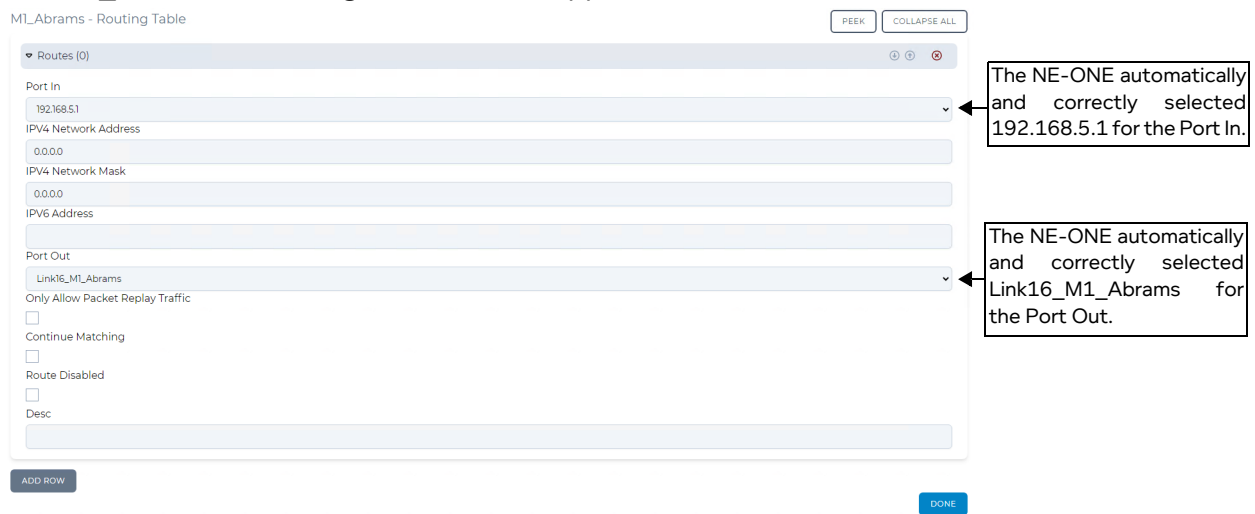 M1_Abrams - Routing Table
PEEK
COLLAPSE ALL
Routes (0)
Port In
192.168.5.1
IPV4 Network Address
0.0.0.0
IPV4 Network Mask
0.0.0.0
IPV6 Address
Port Out
Link16_M1_Abrams
Only Allow Packet Replay Traffic
Continue Matching
Route Disabled
Desc
ADD ROW
DONE
The NE-ONE automatically
and correctly selected
192.168.5.1 for the Port In.
The NE-ONE automatically
and correctly selected
Link16_M1_Abrams for
the Port Out.